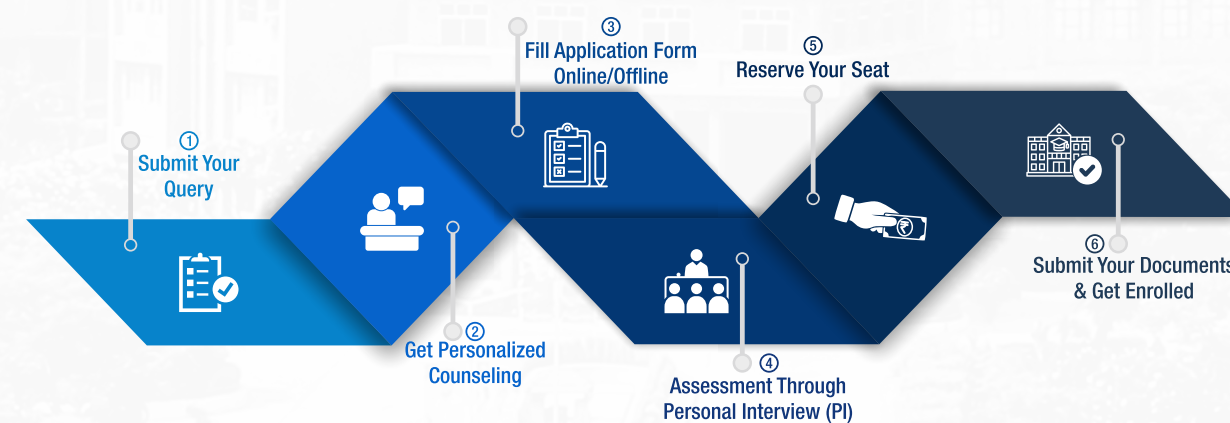 ①
Submit Your
Query
②
Get Personalized
Counseling
③
Fill Application Form
Online/Offline
④
Assessment Through
Personal Interview (PI)
⑤
Reserve Your Seat
⑥
Submit Your Documents
& Get Enrolled
₹